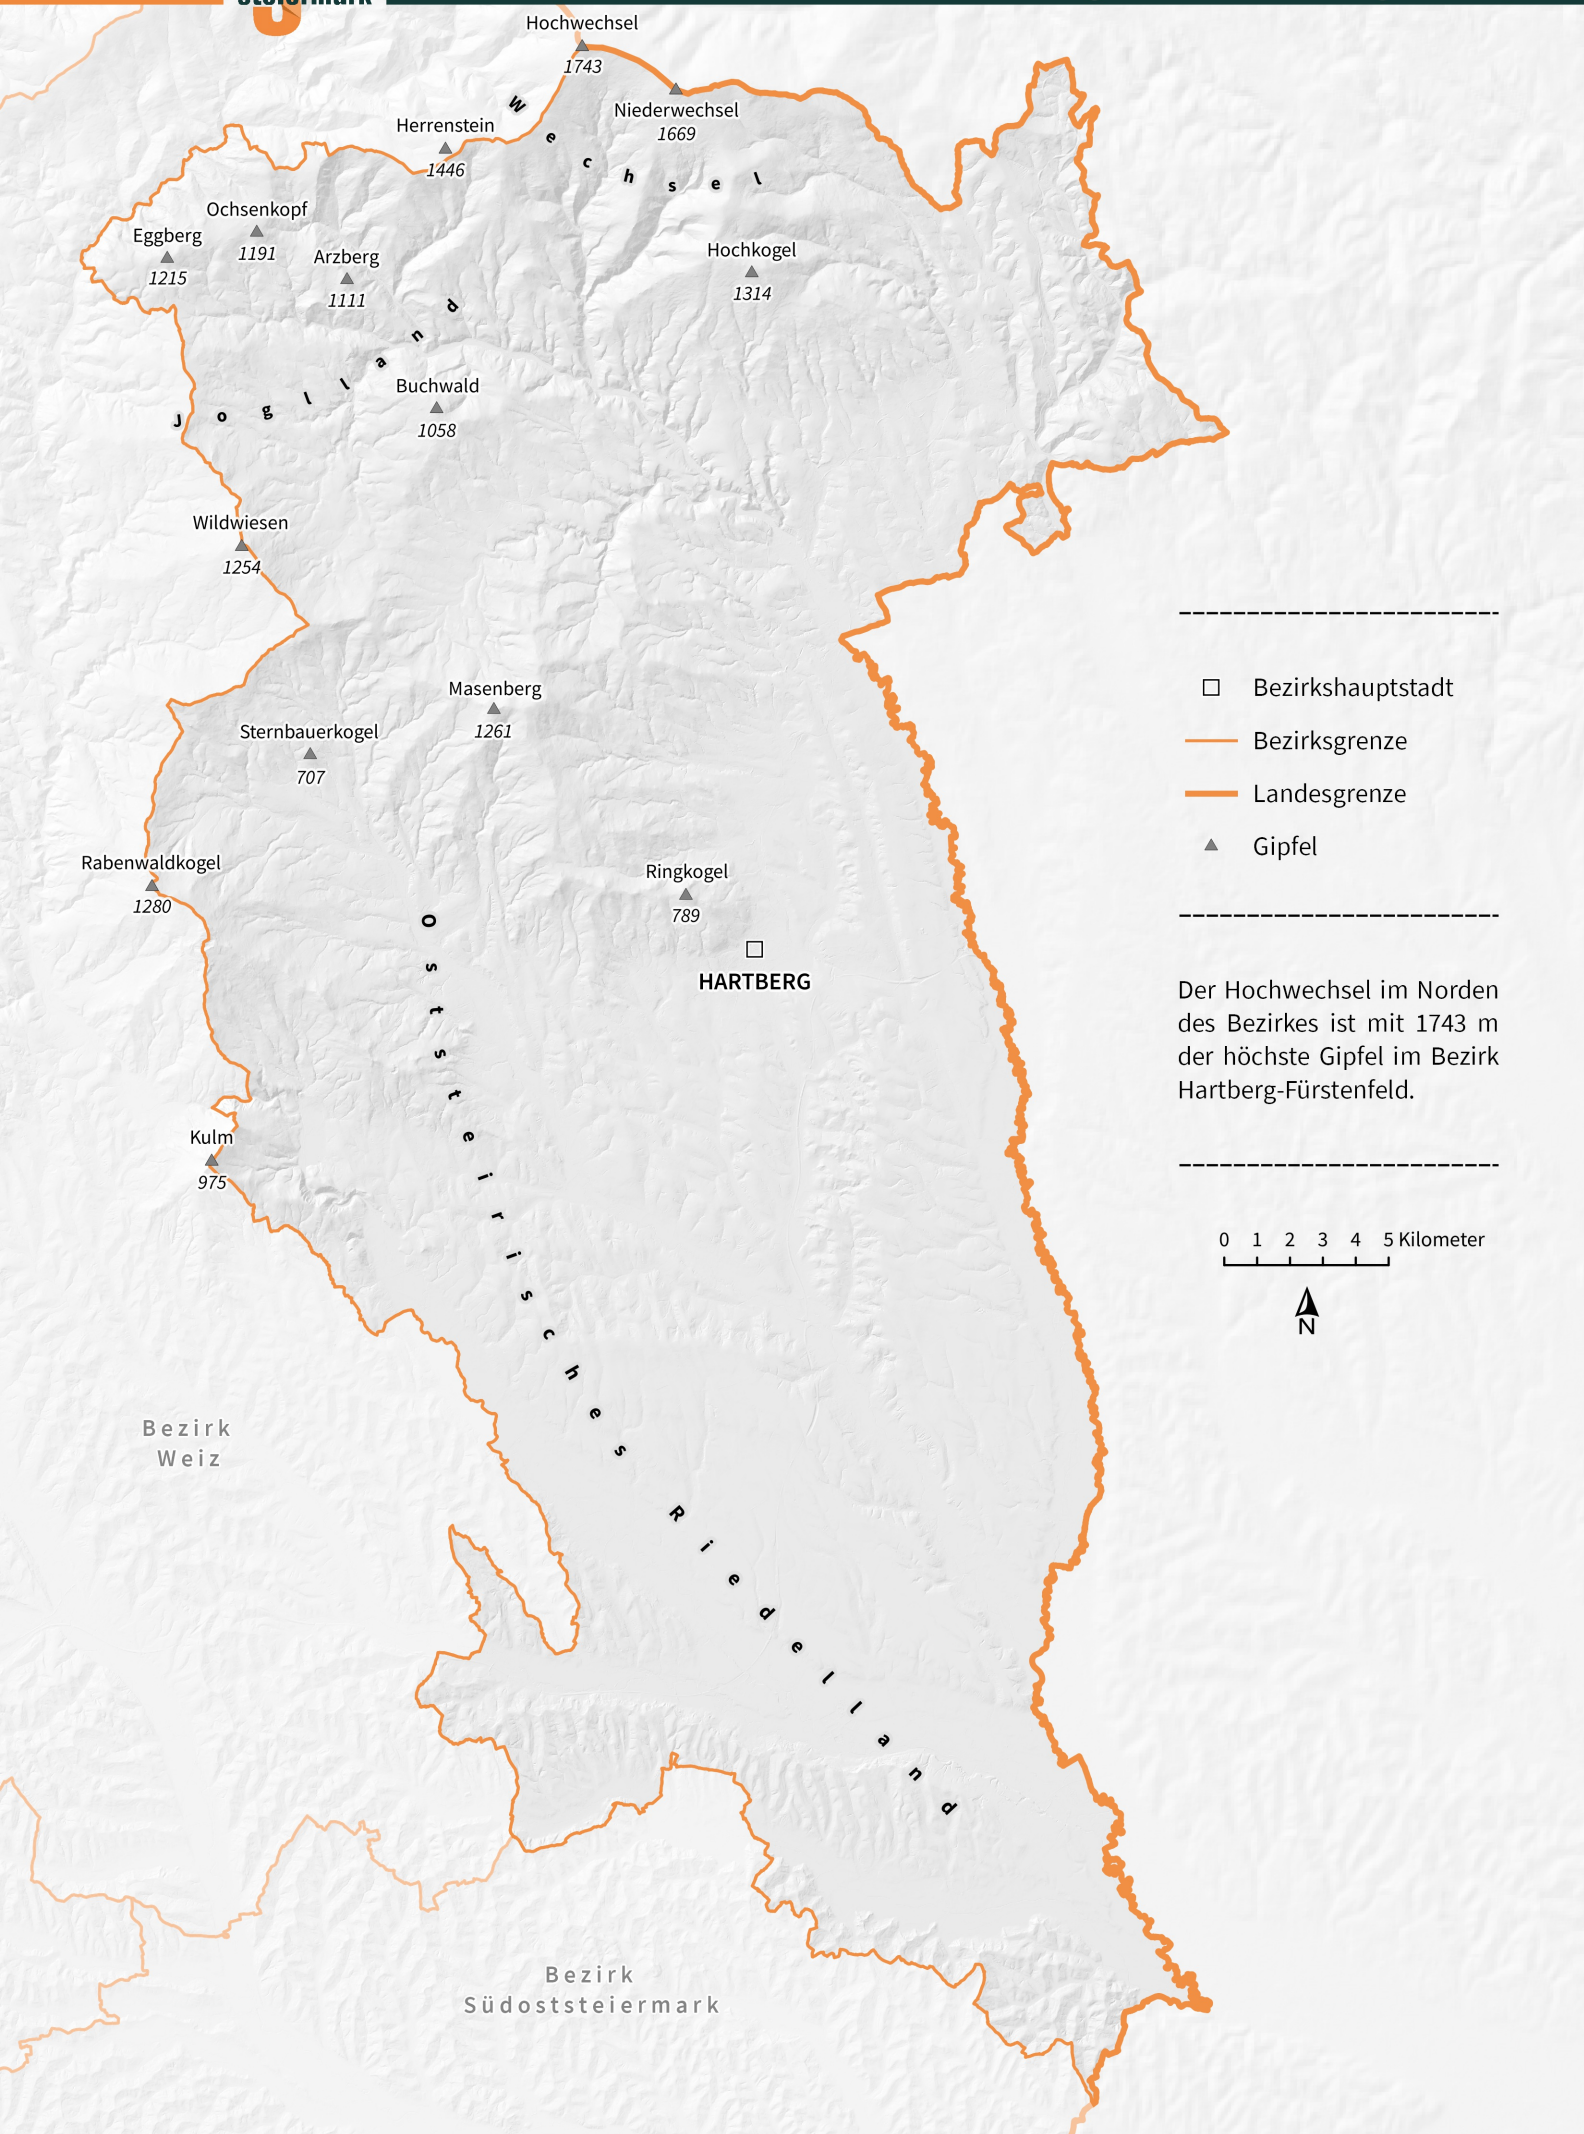 Steiermark
Hochwechsel
1743
Niederwechsel
1669
Herrenstein
1446
Wechsel
Ochsenkopf
1191
Eggberg
1215
Arzberg
1111
Hochkogel
1314
Joglland
Buchwald
1058
Wildwiesen
1254
Masenberg
1261
Sternbauerkogel
707
Rabenwaldkogel
1280
Ringkogel
789
HARTBERG
Kulm
975
Oststeirisches Riedelland
Bezirk
Weiz
Bezirk
Südoststeiermark
Bezirkshauptstadt
Bezirksgrenze
Landesgrenze
Gipfel
Der Hochwechsel im Norden
des Bezirkes ist mit 1743 m
der höchste Gipfel im Bezirk
Hartberg-Fürstenfeld.
0 1 2 3 4 5 Kilometer
N